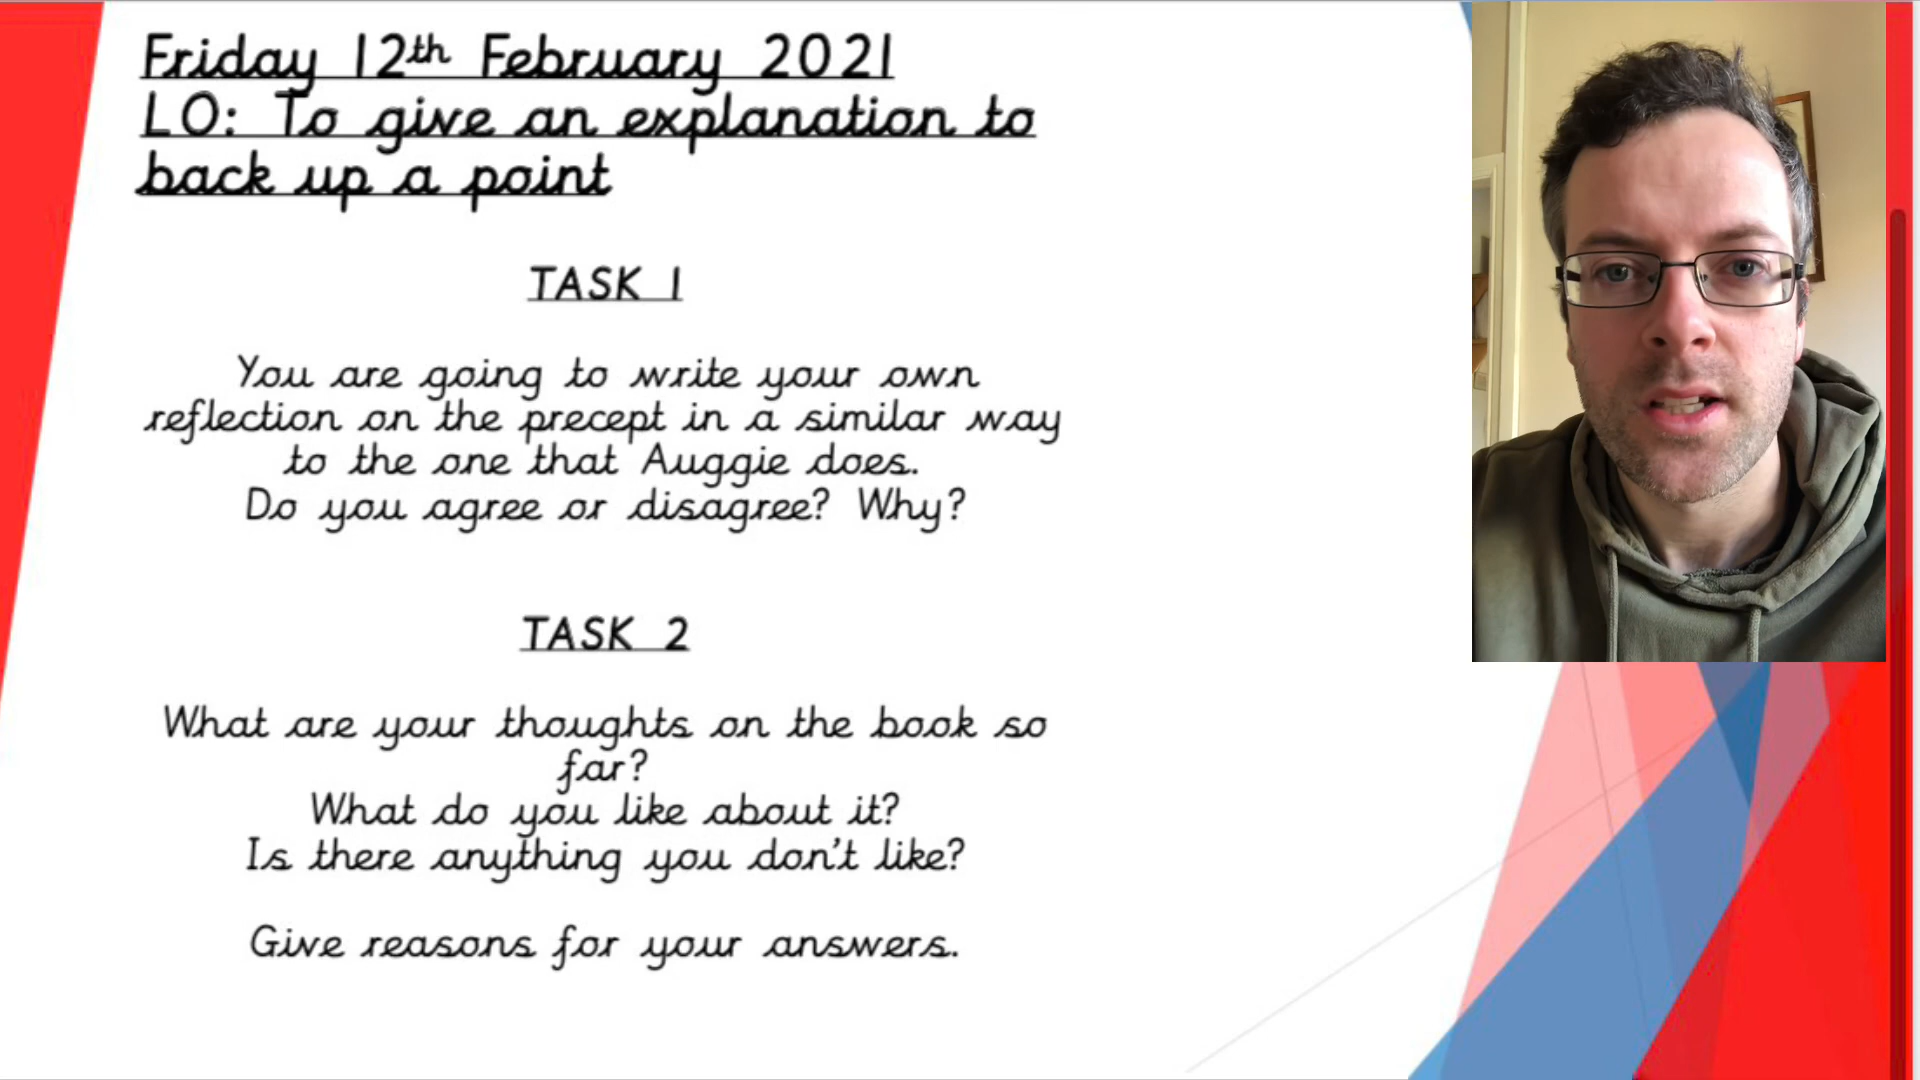 Friday 12th February 2021
LO: To give an explanation to
back up a point
TASK 1
You are going to write your own
reflection on the precept in a similar way
to the one that Auggie does.
Do you agree or disagree? Why?
TASK 2
What are your thoughts on the book so
far?
What do you like about it?
Is there anything you don't like?
Give reasons for your answers.